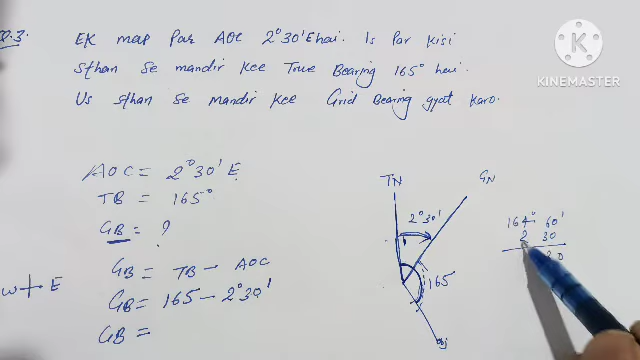 Q.3.
EK map Par AOC 2°30'E hai. Is Par Kisi
Sthan Se mandir Kee True Bearing 165° hai.
Us Sthan Se mandir Kee Grid Bearing gyat Karo.
KINEMASTER
AOC = 2°30' E
TB = 165°
GB = ?
GB = TB - AOC
GB = 165 - 2°30'
GB =
W E
TN GN
2°30'
165
obj
164° 60'
2 30
30